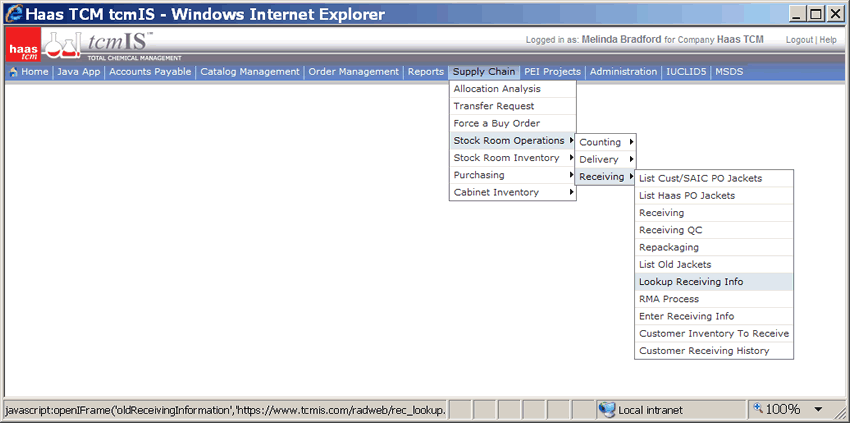 Haas TCM tcmIS - Windows Internet Explorer
haas tcm
tcmIS™
TOTAL CHEMICAL MANAGEMENT
Logged in as: Melinda Bradford for Company Haas TCM
Logout | Help
Home | Java App | Accounts Payable | Catalog Management | Order Management | Reports | Supply Chain | PEI Projects | Administration | IUCLID5 | MSDS
Allocation Analysis
Transfer Request
Force a Buy Order
Stock Room Operations
Stock Room Inventory
Purchasing
Cabinet Inventory
Counting
Delivery
Receiving
List Cust/SAIC PO Jackets
List Haas PO Jackets
Receiving
Receiving QC
Repackaging
List Old Jackets
Lookup Receiving Info
RMA Process
Enter Receiving Info
Customer Inventory To Receive
Customer Receiving History
javascript:openIFrame('oldReceivingInformation','https://www.tcmis.com/radweb/rec_lookup.
Local intranet
100%